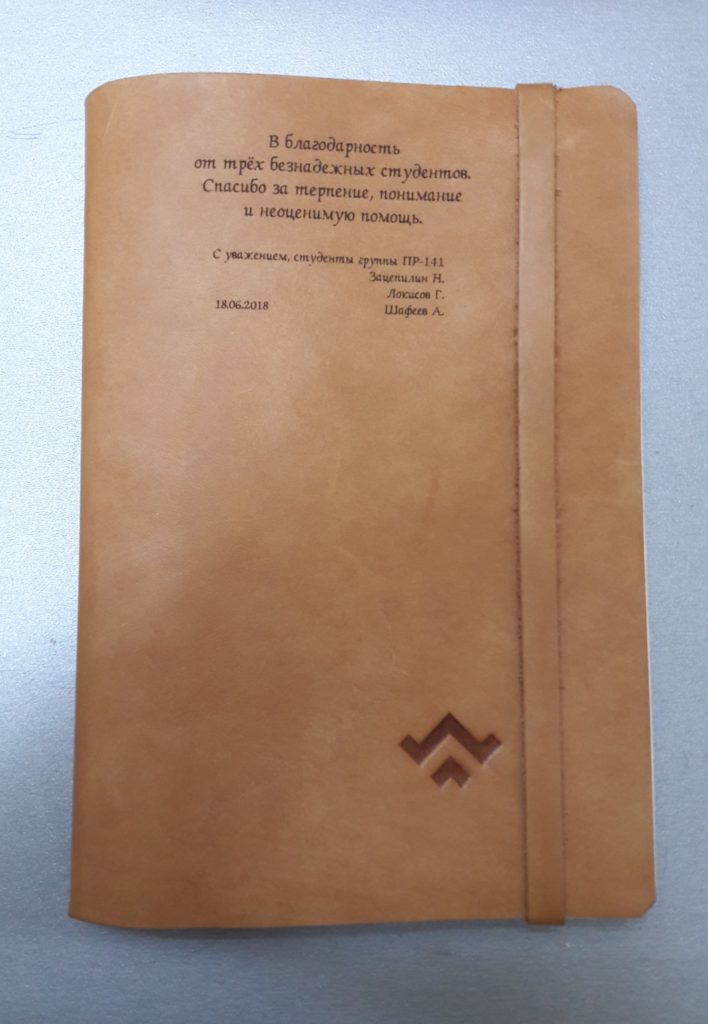 В благодарность
от трёх безнадежных студентов.
Спасибо за терпение, понимание
и неоценимую помощь.
С уважением, студенты группы ПР-141
Зацепилин Н.
Локисов Г.
18.06.2018 Шафеев А.